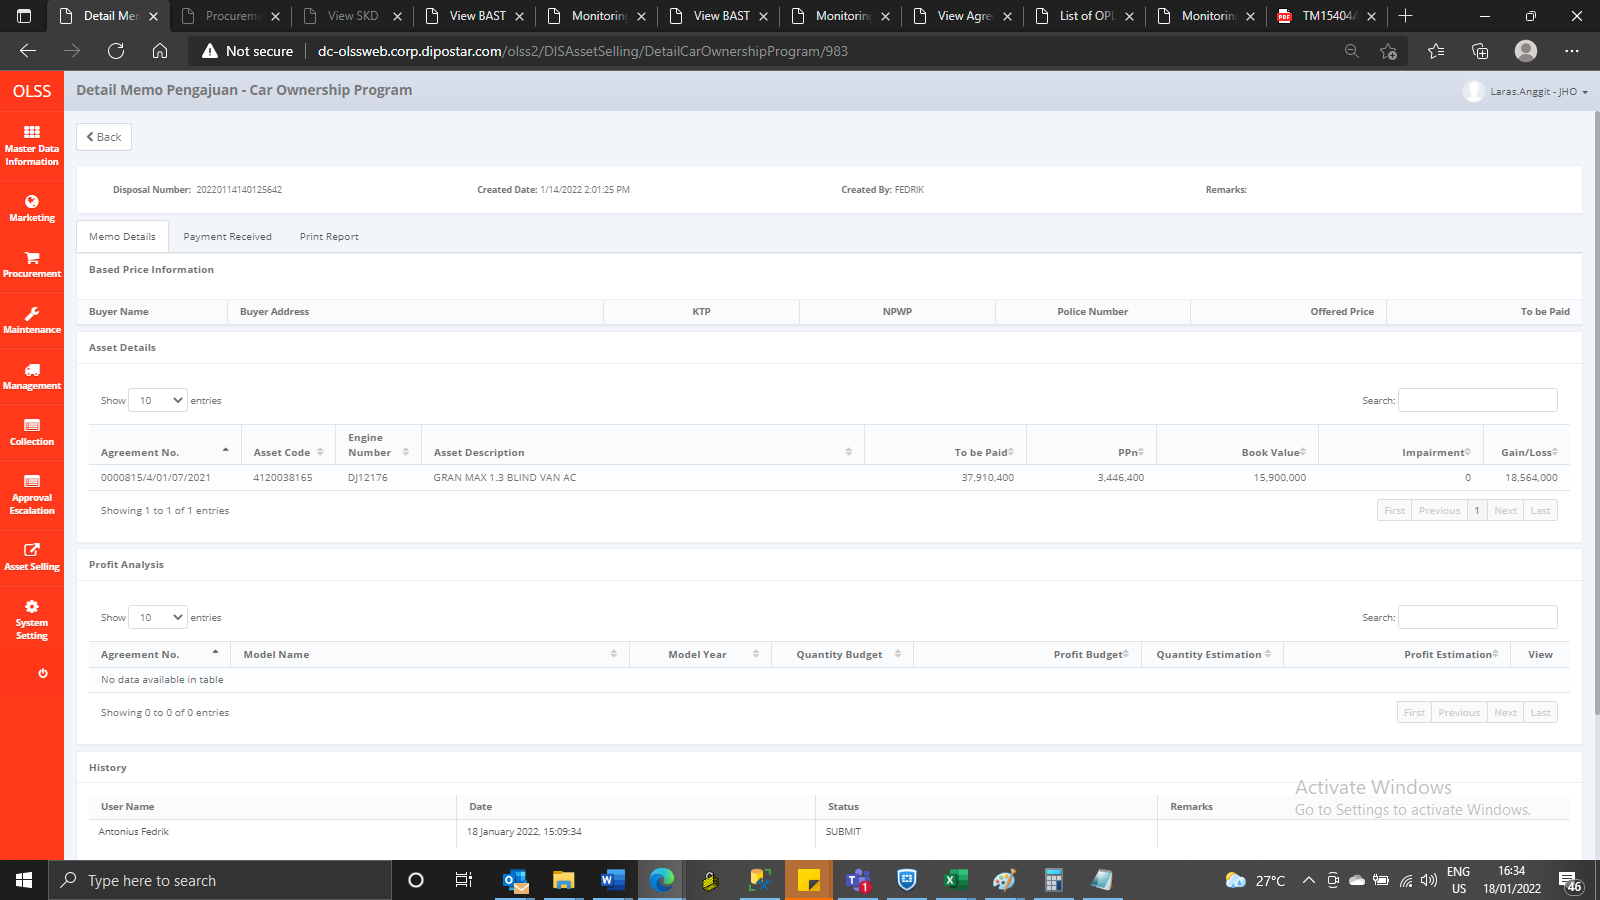 Detail Mem
Procureme
View SKD
View BAST
Monitoring
View BAST
Monitoring
View Agre
List of OPL
Monitoring
TM15404
Not secure
dc-olssweb.corp.dipostar.com/olss2/DISAssetSelling/DetailCarOwnershipProgram/983
OLSS
Detail Memo Pengajuan - Car Ownership Program
Laras.Anggit - JHO
Master Data
Information
Marketing
Procurement
Maintenance
Management
Collection
Approval
Escalation
Asset Selling
System
Setting
Back
Disposal Number: 20220114140125642
Created Date: 1/14/2022 2:01:25 PM
Created By: FEDRIK
Remarks:
Memo Details
Payment Received
Print Report
Based Price Information
Buyer Name Buyer Address KTP NPWP Police Number Offered Price To be Paid
Asset Details
Show 10 entries
Search:
Agreement No. Asset Code Engine Number Asset Description To be Paid PPn Book Value Impairment Gain/Loss
0000815/4/01/07/2021 4120038165 DJ12176 GRAN MAX 1.3 BLIND VAN AC 37,910,400 3,446,400 15,900,000 0 18,564,000
Showing 1 to 1 of 1 entries
First Previous 1 Next Last
Profit Analysis
Show 10 entries
Search:
Agreement No. Model Name Model Year Quantity Budget Profit Budget Quantity Estimation Profit Estimation View
No data available in table
Showing 0 to 0 of 0 entries
First Previous Next Last
History
User Name Date Status Remarks
Antonius Fedrik 18 January 2022, 15:09:34 SUBMIT
Activate Windows
Go to Settings to activate Windows.
Type here to search
27°C
ENG
US
16:34
18/01/2022
46